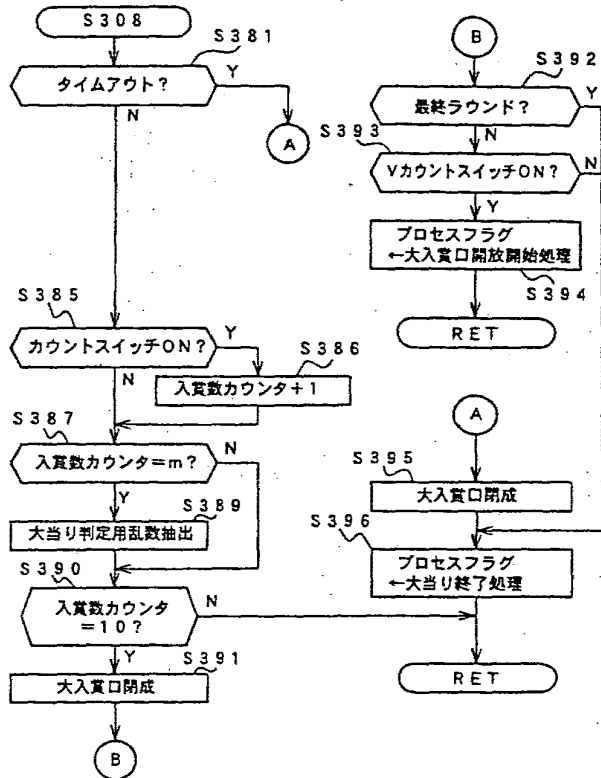 S308
S381
タイムアウト?
Y
N
A
S385
カウントスイッチON?
Y
S386
N
入賞数カウンタ+1
S387
入賞数カウンタ=m?
N
Y
S389
大当り判定用乱数抽出
S390
入賞数カウンタ
=10?
N
Y
S391
大入賞口閉成
B
B
S392
最終ラウンド?
Y
S393
N
VカウントスイッチON?
N
Y
プロセスフラグ
←大入賞口開放開始処理
S394
RET
A
S395
大入賞口閉成
S396
プロセスフラグ
←大当り終了処理
RET